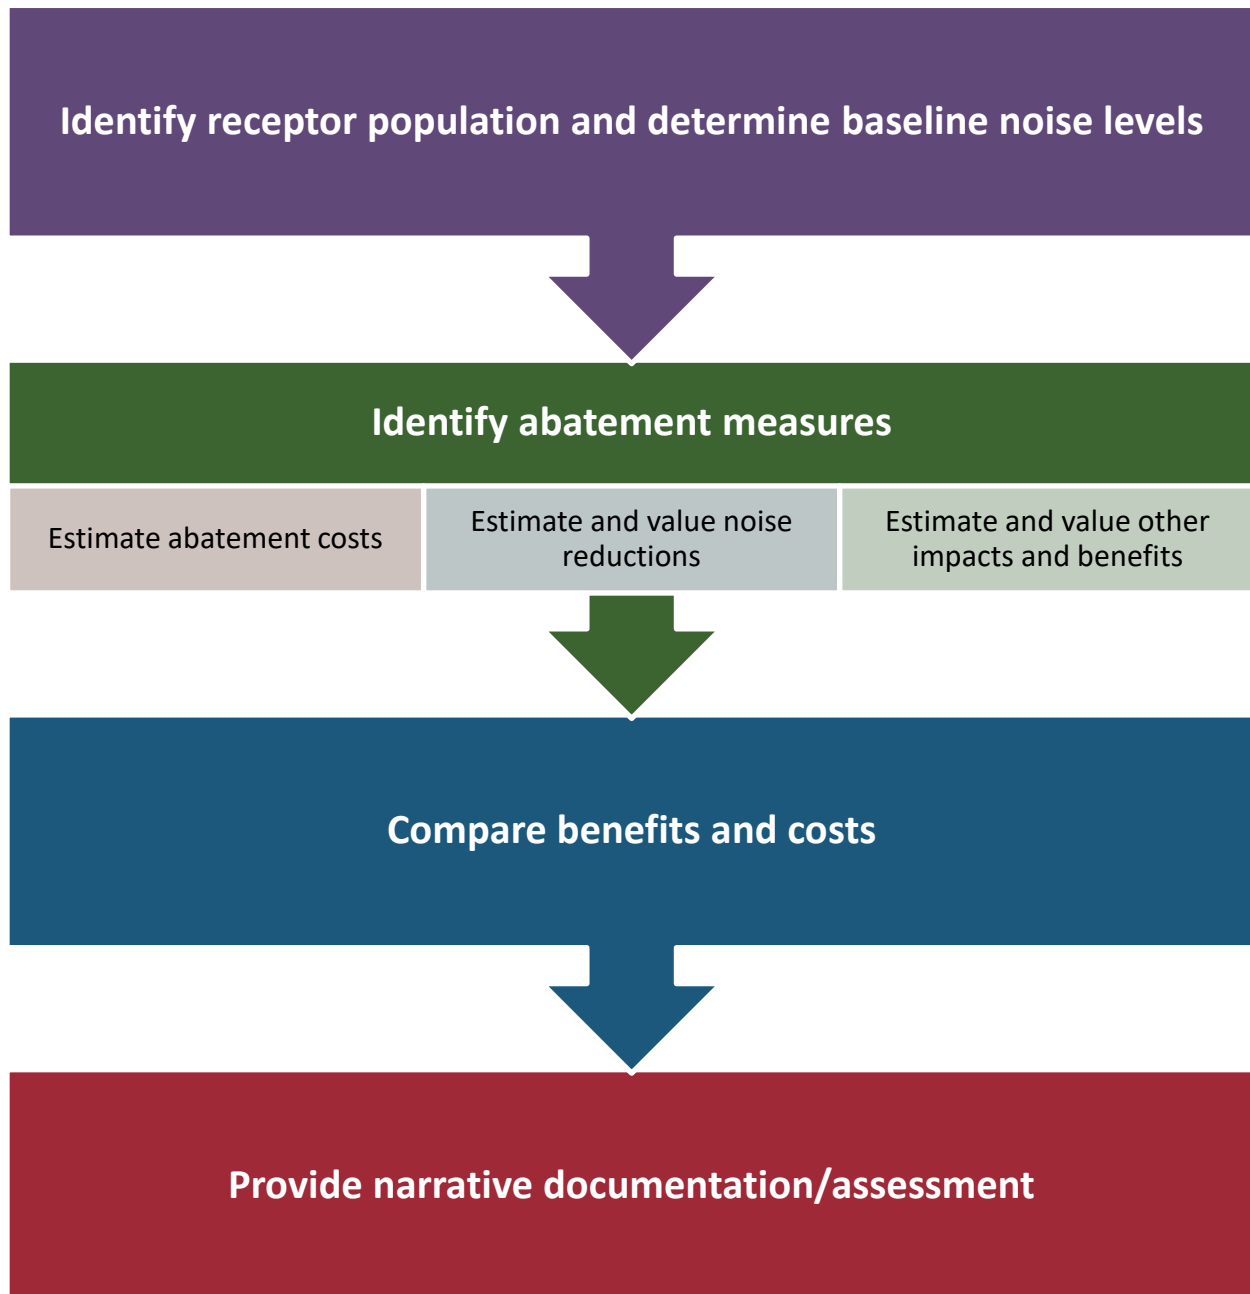 Identify receptor population and determine baseline noise levels
Identify abatement measures
Estimate abatement costs
Estimate and value noise
reductions
Estimate and value other
impacts and benefits
Compare benefits and costs
Provide narrative documentation/assessment